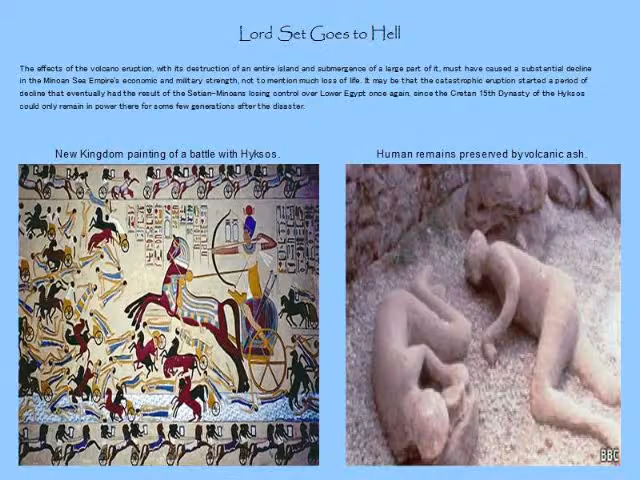 Lord Set Goes to Hell
The effects of the volcano eruption, with its destruction of an entire island and submergence of a large part of it, must have caused a substantial decline
in the Minoan Sea Empire's economic and military strength, not to mention much loss of life. It may be that the catastrophic eruption started a period of
decline that eventually had the result of the Setian-Minoans losing control over Lower Egypt once again, since the Cretan 15th Dynasty of the Hyksos
could only remain in power there for some few generations after the disaster.
New Kingdom painting of a battle with Hyksos.
Human remains preserved by volcanic ash.
BBC